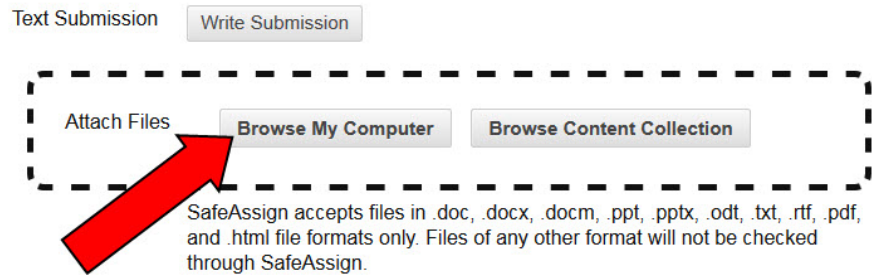 Text Submission Write Submission
Attach Files Browse My Computer Browse Content Collection
SafeAssign accepts files in .doc, .docx, .docm, .ppt, .pptx, .odt, .txt, .rtf, .pdf,
and .html file formats only. Files of any other format will not be checked
through SafeAssign.